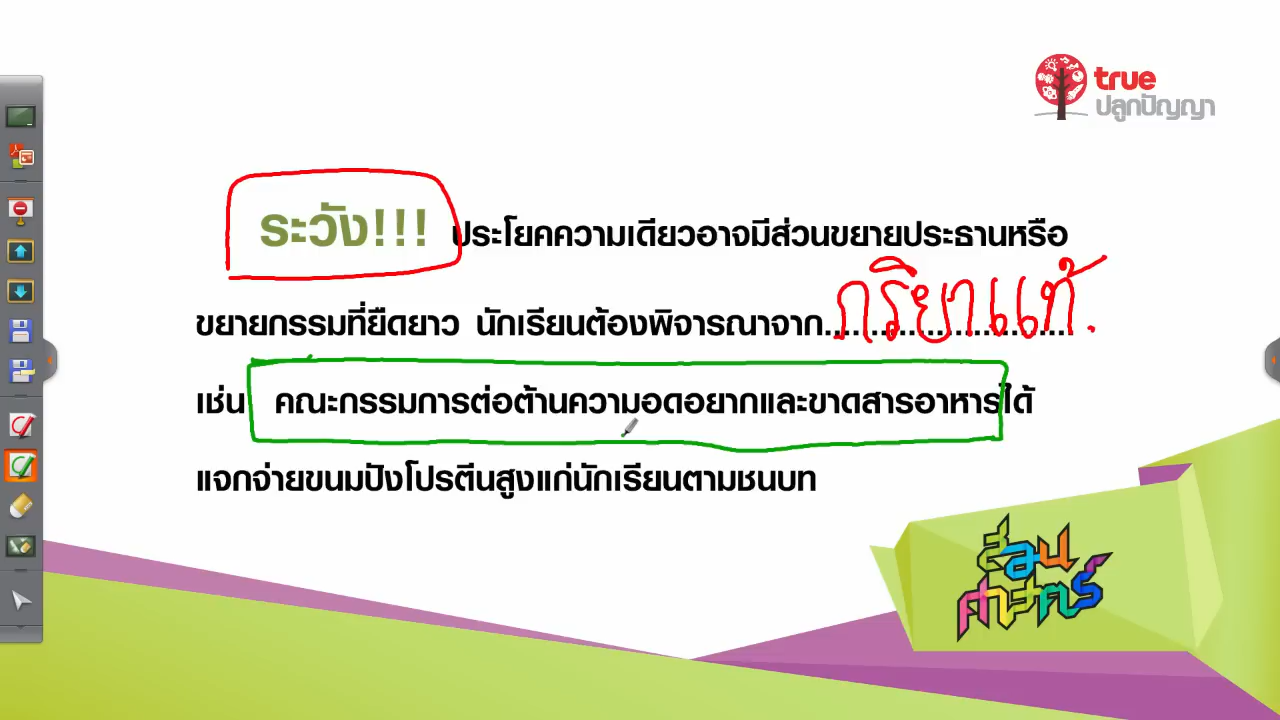 true
ปลูกปัญญา
ระวัง!!! ประโยคความเดียวอาจมีส่วนขยายประธานหรือ
ขยายกรรมที่ยืดยาว นักเรียนต้องพิจารณาจาก.....กริยาแท้.....
เช่น คณะกรรมการต่อต้านความอดอยากและขาดสารอาหารได้
แจกจ่ายขนมปังโปรตีนสูงแก่นักเรียนตามชนบท
สอน
ศาสตร์